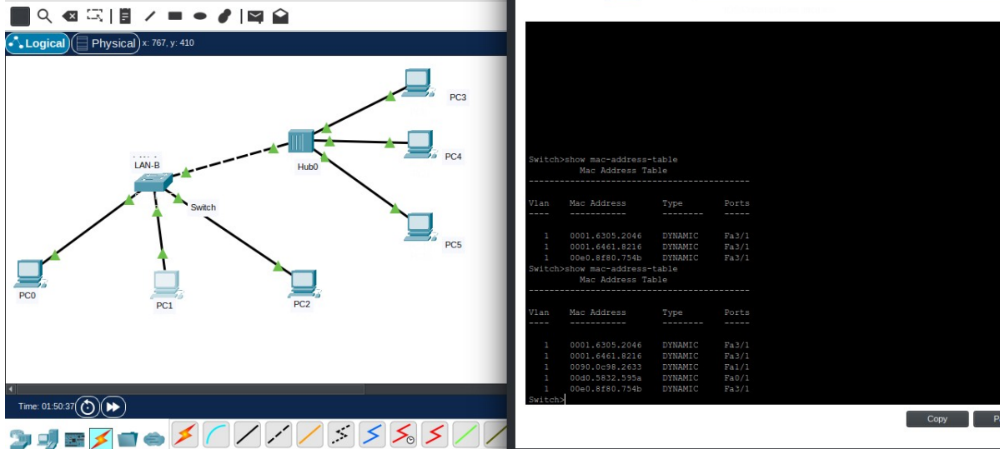 Logical Physical x: 767, y: 410
PC3
PC4
LAN-B
Hub0
Switch
PC5
PC0
PC1
PC2
Time: 01:50:37
Switch>show mac-address-table
Mac Address Table
-------------------------------------------
Vlan Mac Address Type Ports
---- ----------- -------- -----
1 0001.6305.2046 DYNAMIC Fa3/1
1 0001.6461.8216 DYNAMIC Fa3/1
1 00e0.8f80.754b DYNAMIC Fa3/1
Switch>show mac-address-table
Mac Address Table
-------------------------------------------
Vlan Mac Address Type Ports
---- ----------- -------- -----
1 0001.6305.2046 DYNAMIC Fa3/1
1 0001.6461.8216 DYNAMIC Fa3/1
1 0090.0c98.2633 DYNAMIC Fa1/1
1 00d0.5832.595a DYNAMIC Fa0/1
1 00e0.8f80.754b DYNAMIC Fa3/1
Switch>
Copy